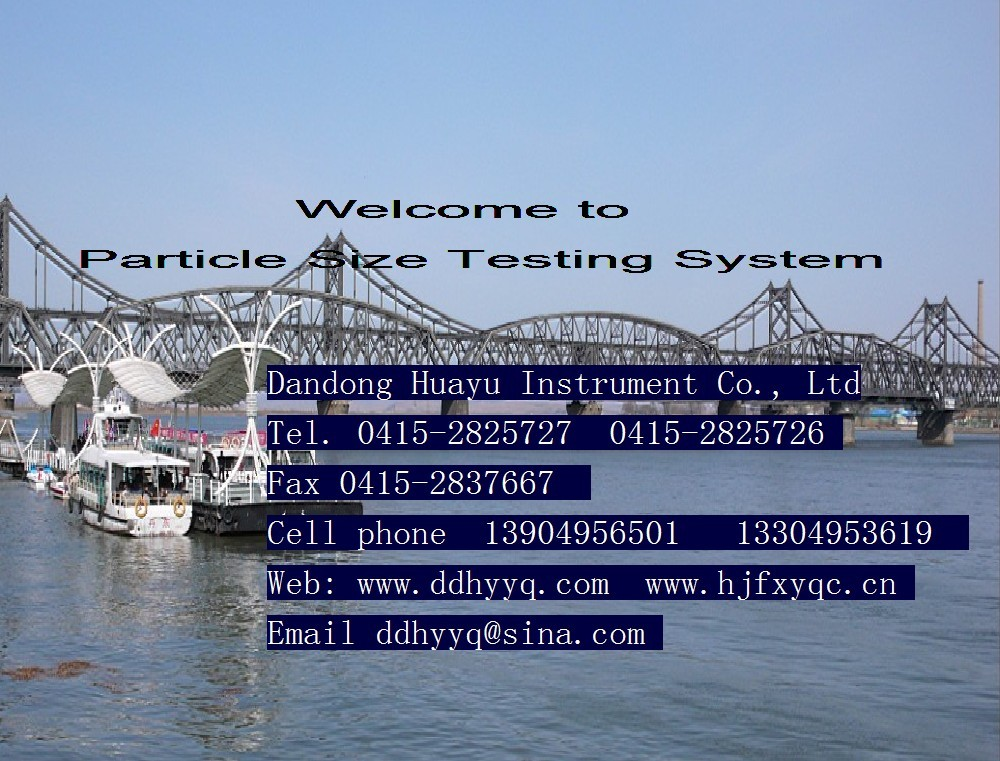 Welcome to
Particle Size Testing System
Dandong Huayu Instrument Co., Ltd
Tel. 0415-2825727  0415-2825726
Fax 0415-2837667
Cell phone  13904956501   13304953619
Web: www.ddhyyq.com  www.hjfxyqc.cn
Email ddhyyq@sina.com